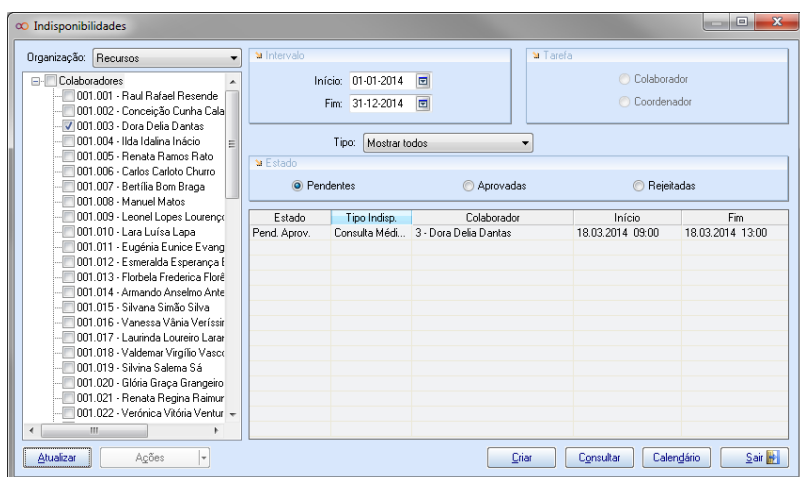 Indisponibilidades
Organização: Recursos
Colaboradores
001.001 - Raul Rafael Resende
001.002 - Conceição Cunha Cala
001.003 - Dora Delia Dantas
001.004 - Ilda Idalina Inácio
001.005 - Renata Ramos Rato
001.006 - Carlos Carloto Churro
001.007 - Bertília Bom Braga
001.008 - Manuel Matos
001.009 - Leonel Lopes Lourenço
001.010 - Lara Luísa Lapa
001.011 - Eugénia Eunice Evang
001.012 - Esmeralda Esperança E
001.013 - Florbela Frederica Florê
001.014 - Armando Anselmo Ante
001.015 - Silvana Simão Silva
001.016 - Vanessa Vânia Veríssir
001.017 - Laurinda Loureiro Larar
001.018 - Valdemar Virgílio Vasco
001.019 - Silvina Salema Sá
001.020 - Glória Graça Grangeiro
001.021 - Renata Regina Raimur
001.022 - Verónica Vitória Ventur
Intervalo
Início: 01-01-2014
Fim: 31-12-2014
Tarefa
Colaborador
Coordenador
Tipo: Mostrar todos
Estado
Pendentes Aprovadas Rejeitadas
Estado Tipo Indisp. Colaborador Início Fim
Pend. Aprov. Consulta Médi... 3 - Dora Delia Dantas 18.03.2014 09:00 18.03.2014 13:00
Atualizar Ações Criar Consultar Calendário Sair